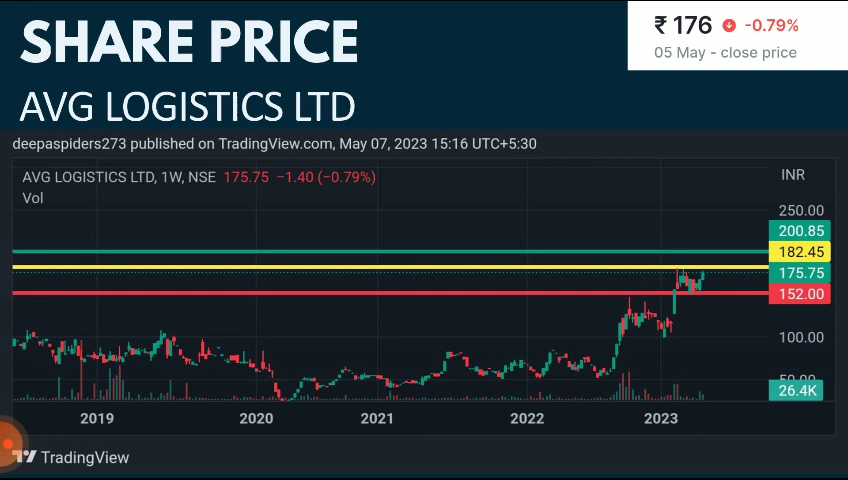 SHARE PRICE
₹ 176 -0.79%
05 May - close price
AVG LOGISTICS LTD
deepaspiders273 published on TradingView.com, May 07, 2023 15:16 UTC+5:30
AVG LOGISTICS LTD, 1W, NSE 175.75 −1.40 (−0.79%)
INR
Vol
250.00
200.85
182.45
175.75
152.00
100.00
50.00
26.4K
2019 2020 2021 2022 2023
TradingView